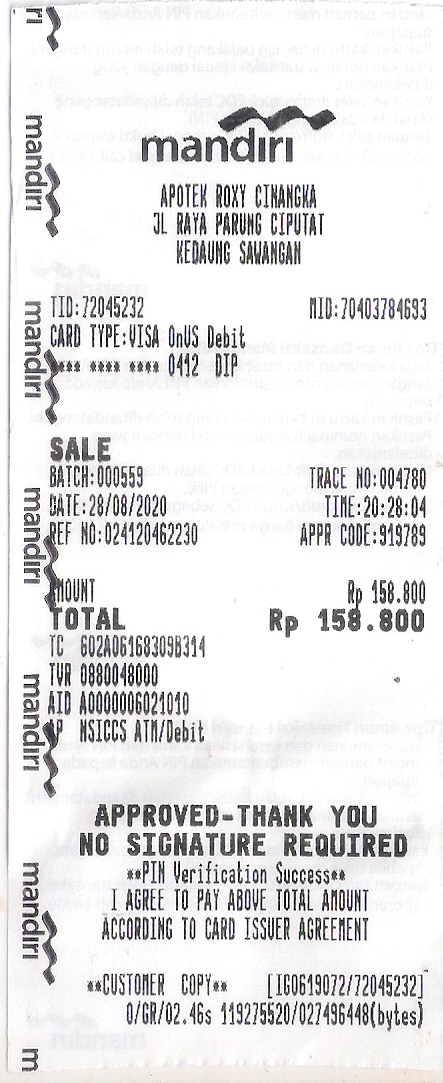 mandiri
APOTEK ROXY CINANGKA
JL RAYA PARUNG CIPUTAT
KEDAUNG SAWANGAN
TID:72045232 MID:70403784693
CARD TYPE:VISA OnUS Debit
**** **** **** 0412 DIP
SALE
BATCH:000559 TRACE NO:004780
DATE:28/08/2020 TIME:20:28:04
REF NO:024120462230 APPR CODE:919789
AMOUNT Rp 158.800
TOTAL Rp 158.800
TC 602A06168309B314
TVR 0880048000
AID A0000006021010
AP NSICCS ATM/Debit
APPROVED-THANK YOU
NO SIGNATURE REQUIRED
**PIN Verification Success**
I AGREE TO PAY ABOVE TOTAL AMOUNT
ACCORDING TO CARD ISSUER AGREEMENT
**CUSTOMER COPY** [IG0619072/72045232]
0/GR/02.46s 119275520/027496448(bytes)
mandiri
mandiri
mandiri
mandiri
mandiri